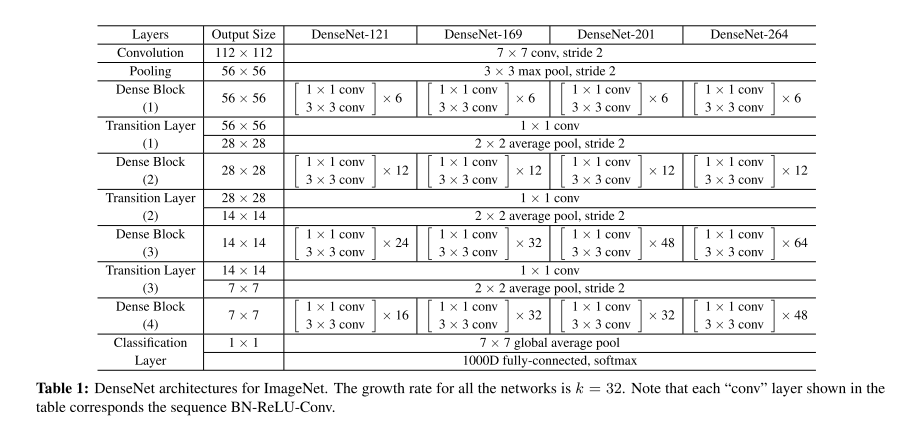 Layers Output Size DenseNet-121 DenseNet-169 DenseNet-201 DenseNet-264
Convolution 112 × 112 7 × 7 conv, stride 2
Pooling 56 × 56 3 × 3 max pool, stride 2
Dense Block (1) 56 × 56 [ 1 × 1 conv 3 × 3 conv ] × 6 [ 1 × 1 conv 3 × 3 conv ] × 6 [ 1 × 1 conv 3 × 3 conv ] × 6 [ 1 × 1 conv 3 × 3 conv ] × 6
Transition Layer (1) 56 × 56 1 × 1 conv
28 × 28 2 × 2 average pool, stride 2
Dense Block (2) 28 × 28 [ 1 × 1 conv 3 × 3 conv ] × 12 [ 1 × 1 conv 3 × 3 conv ] × 12 [ 1 × 1 conv 3 × 3 conv ] × 12 [ 1 × 1 conv 3 × 3 conv ] × 12
Transition Layer (2) 28 × 28 1 × 1 conv
14 × 14 2 × 2 average pool, stride 2
Dense Block (3) 14 × 14 [ 1 × 1 conv 3 × 3 conv ] × 24 [ 1 × 1 conv 3 × 3 conv ] × 32 [ 1 × 1 conv 3 × 3 conv ] × 48 [ 1 × 1 conv 3 × 3 conv ] × 64
Transition Layer (3) 14 × 14 1 × 1 conv
7 × 7 2 × 2 average pool, stride 2
Dense Block (4) 7 × 7 [ 1 × 1 conv 3 × 3 conv ] × 16 [ 1 × 1 conv 3 × 3 conv ] × 32 [ 1 × 1 conv 3 × 3 conv ] × 32 [ 1 × 1 conv 3 × 3 conv ] × 48
Classification Layer 1 × 1 7 × 7 global average pool
1000D fully-connected, softmax
Table 1: DenseNet architectures for ImageNet. The growth rate for all the networks is k = 32. Note that each “conv” layer shown in the
table corresponds the sequence BN-ReLU-Conv.